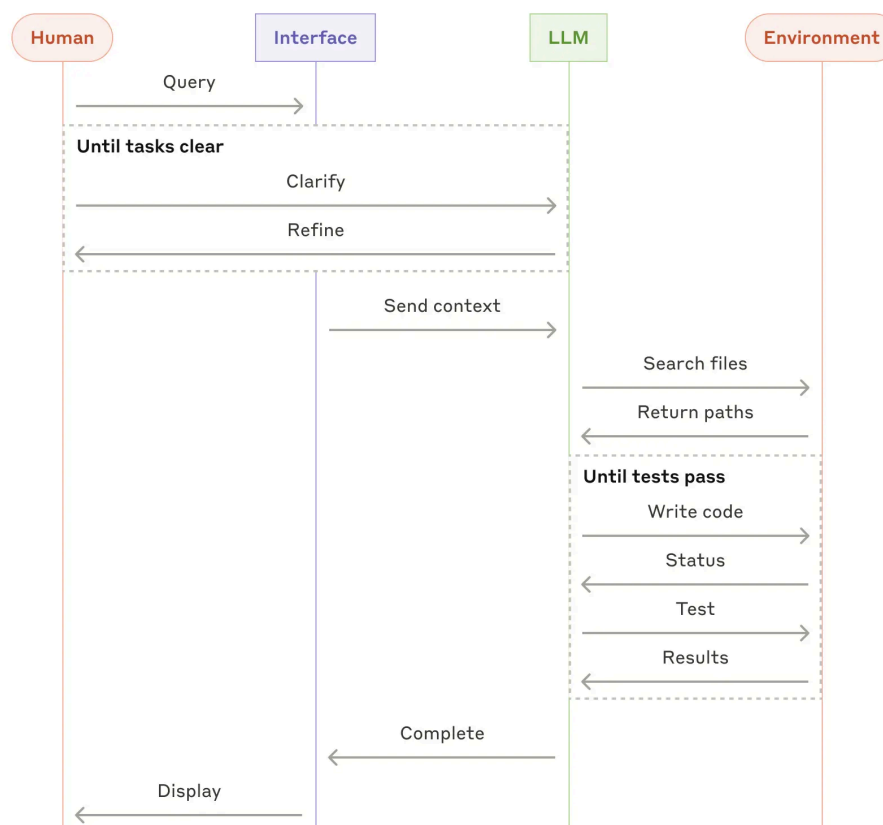 Human
Interface
LLM
Environment
Query
Until tasks clear
Clarify
Refine
Send context
Search files
Return paths
Until tests pass
Write code
Status
Test
Results
Complete
Display